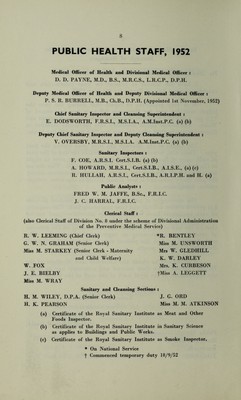 8
PUBLIC HEALTH STAFF, 1952
Medical Officer of Health and Divisional Medical Officer :
D. D. PAYNE, M.D., B.S., M.R.C.S., L.R.C.P., D.P.H.
Deputy Medical Officer of Health and Deputy Divisional Medical Officer :
P. S. R. BURRELL, M.B., Ch.B., D.P.H. (Appointed 1st November, 1952)
Chief Sanitary Inspector and Cleansing Superintendent :
E. DODSWORTH, F.R.S.I., M.S.I.A., A.M.Inst.P.C. (a) (b)
Deputy Chief Sanitary Inspector and Deputy Cleansing Superintendent :
V. OVERSBY, M.R.S.I., M.S.I.A. A.M.Inst.P.C. (a) (b)
Sanitary Inspectors :
F. COE, A.R.S.I. Cert.S.I.B. (a) (b)
A. HOWARD, M.R.S.I., Cert.S.I.B., A.I.S.E., (a) (c)
R. HULLAH, A.R.S.I., Cert.S.I.B., A.R.I.P.H. and H. (a)
Public Analysts :
FRED W. M. JAFFE, B.Sc., F.R.I.C.
J. C. HARRAL, F.R.I.C.
Clerical Staff :
(also Clerical Staff of Division No. 8 under the scheme of Divisional Administration
of the Preventive Medical Service)
R. W. LEEMING (Chief Clerk) *R. BENTLEY
G. W. N. GRAHAM (Senior Clerk) Miss M. UNSWORTH
Miss M. STARKEY (Senior Clerk - Maternity Mrs W. GLEDHILL
and Child Welfare) K. W. DARLEY
W. FOX Mrs. K. CURBESON
J. E. BIELBY †Miss A. LEGGETT
Miss M. WRAY
Sanitary and Cleansing Sections :
H. M. WILEY, D.P.A. (Senior Clerk) J. G. ORD
H. K. PEARSON Miss M. M. ATKINSON
(a) Certificate of the Royal Sanitary Institute as Meat and Other
Foods Inspector.
(b) Certificate of the Royal Sanitary Institute in Sanitary Science
as applies to Buildings and Public Works.
(c) Certificate of the Royal Sanitary Institute as Smoke Inspector,
* On National Service
† Commenced temporary duty 18/9/52